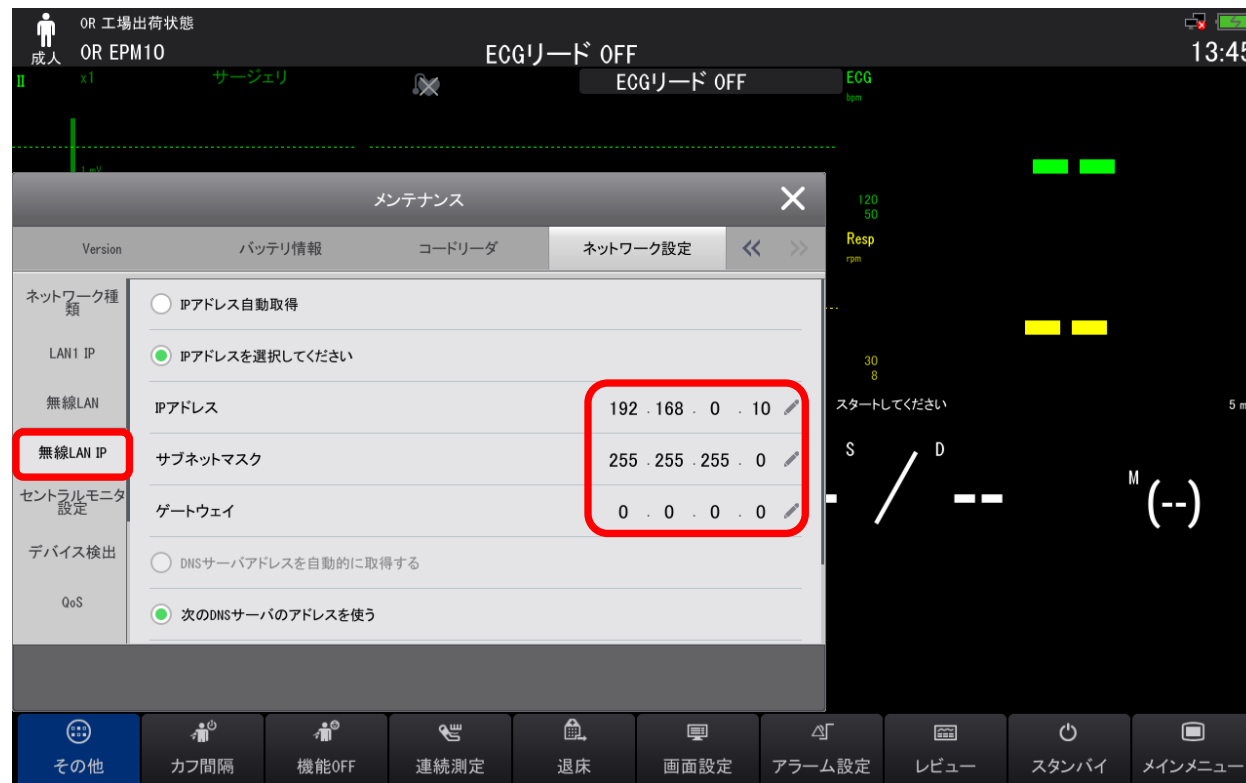 OR 工場出荷状態
成人 OR EPM10
ECGリード OFF
13:45
II x1 サージェリ
ECGリード OFF
ECG
bpm
1 mV
120
50
メンテナンス
Version バッテリ情報 コードリーダ ネットワーク設定
Resp
rpm
30
8
ネットワーク種類
LAN1 IP
無線LAN
無線LAN IP
セントラルモニタ設定
デバイス検出
QoS
IPアドレス自動取得
IPアドレスを選択してください
IPアドレス 192 . 168 . 0 . 10
サブネットマスク 255 . 255 . 255 . 0
ゲートウェイ 0 . 0 . 0 . 0
DNSサーバアドレスを自動的に取得する
次のDNSサーバのアドレスを使う
スタートしてください 5 m
S / D
-- M (--)
その他 カフ間隔 機能OFF 連続測定 退床 画面設定 アラーム設定 レビュー スタンバイ メインメニュー